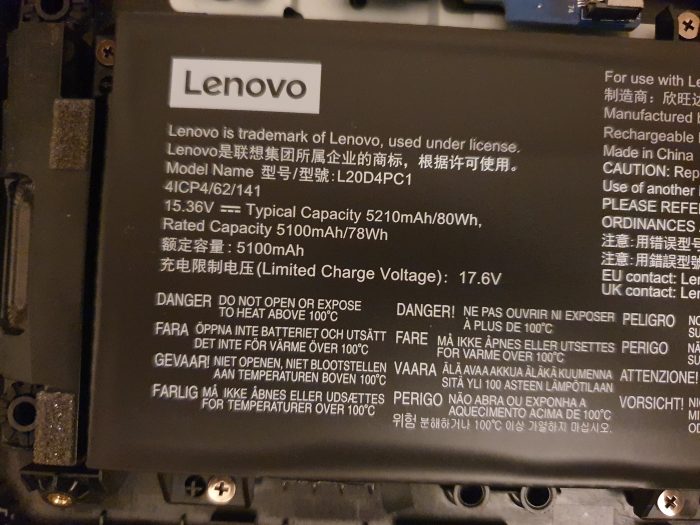 Lenovo
Lenovo is trademark of Lenovo, used under license.
Lenovo是联想集团所属企业的商标，根据许可使用。
Model Name 型号/型號:L20D4PC1
4ICP4/62/141
15.36V ⎓ Typical Capacity 5210mAh/80Wh,
Rated Capacity 5100mAh/78Wh
额定容量: 5100mAh
充电限制电压(Limited Charge Voltage): 17.6V
DANGER DO NOT OPEN OR EXPOSE
TO HEAT ABOVE 100°C
FARA ÖPPNA INTE BATTERIET OCH UTSÄTT
DET INTE FÖR VÄRME ÖVER 100°C
GEVAAR! NIET OPENEN, NIET BLOOTSTELLEN
AAN TEMPERATUREN BOVEN 100°C
FARLIG MÅ IKKE ÅBNES ELLER UDSÆTTES
FOR TEMPERATURER OVER 100°C
DANGER! NE PAS OUVRIR NI EXPOSER
À PLUS DE 100°C
FARE MÅ IKKE ÅPNES ELLER UTSETTES
FOR VARME OVER 100°C
VAARA ÄLÄ AVAA AKKUA ÄLÄKÄ KUUMENNA
SITÄ YLI 100 ASTEEN LÄMPÖTILAAN
PERIGO NÃO ABRA OU EXPONHA A
AQUECIMENTO ACIMA DE 100°C
위험 분해하거나 100°C 이상 가열하지 마십시오.
For use with Le
制造商：欣旺达
Manufactured b
Rechargeable
Made in China
CAUTION: Rep
Use of another
PLEASE REFER
ORDINANCES
注意:用错误型号
注意:用錯誤型號
EU contact: Len
UK contact: Len
PELIGRO NO
SU
PERIGO NÃ
SU
ATTENZIONE!
VORSICHT! NI
MI
OD